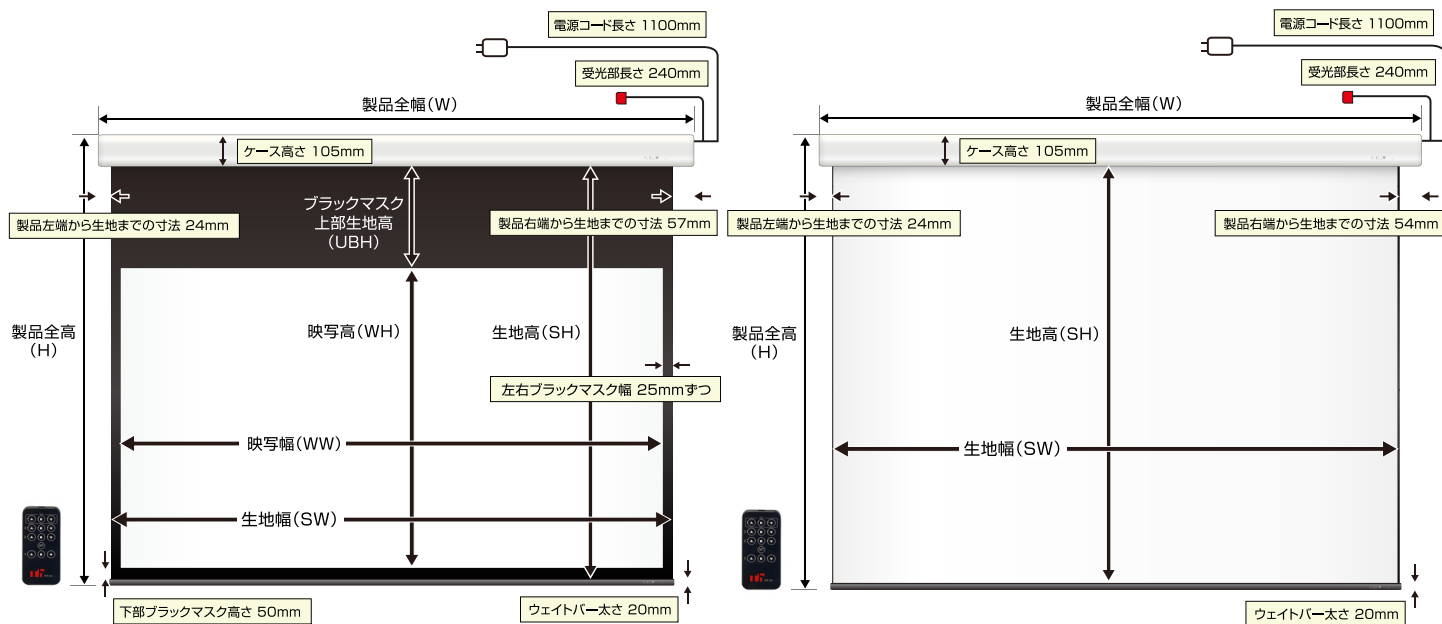 電源コード長さ 1100mm
受光部長さ 240mm
製品全幅(W)
ケース高さ 105mm
ブラックマスク
上部生地高
(UBH)
製品左端から生地までの寸法 24mm
製品右端から生地までの寸法 57mm
製品全高
(H)
映写高(WH)
生地高(SH)
左右ブラックマスク幅 25mmずつ
映写幅(WW)
生地幅(SW)
下部ブラックマスク高さ 50mm
ウェイトバー太さ 20mm
電源コード長さ 1100mm
受光部長さ 240mm
製品全幅(W)
ケース高さ 105mm
製品左端から生地までの寸法 24mm
製品右端から生地までの寸法 54mm
製品全高
(H)
生地高(SH)
生地幅(SW)
ウェイトバー太さ 20mm